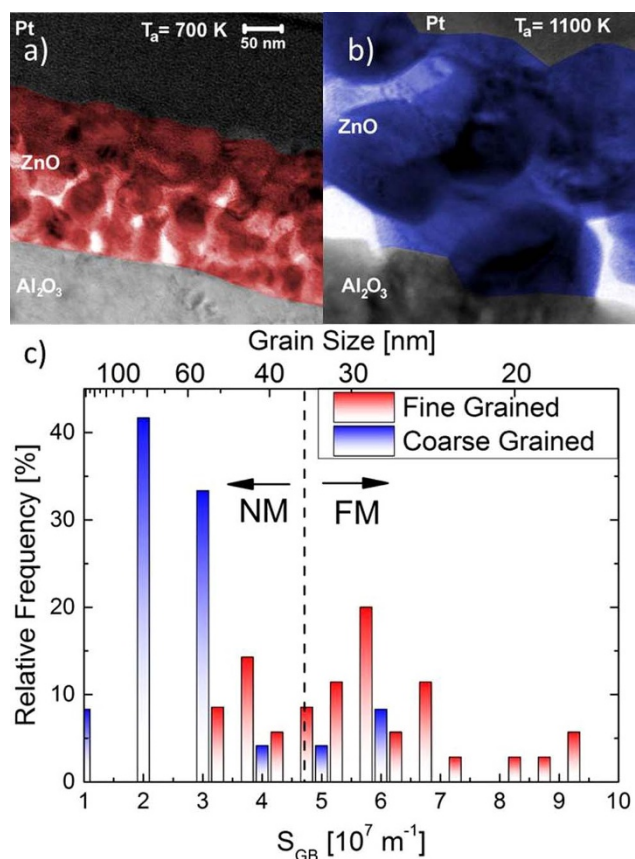 Pt
T_a= 700 K
50 nm
a)
ZnO
Al₂O₃
Pt
T_a= 1100 K
b)
ZnO
Al₂O₃
c)
Grain Size [nm]
100 60 40 28 20
Fine Grained
Coarse Grained
NM FM
Relative Frequency [%]
40
30
20
10
0
1 2 3 4 5 6 7 8 9 10
S_GB [10⁷ m⁻¹]